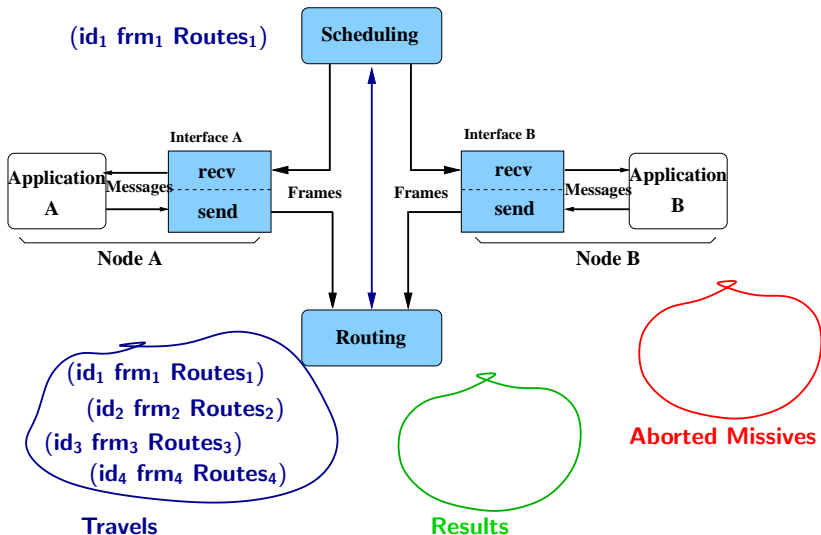 (id₁ frm₁ Routes₁)
Scheduling
Interface A
Interface B
Application
A
Messages
recv
send
Frames
Frames
recv
send
Messages
Application
B
Node A
Node B
Routing
(id₁ frm₁ Routes₁)
(id₂ frm₂ Routes₂)
(id₃ frm₃ Routes₃)
(id₄ frm₄ Routes₄)
Aborted Missives
Travels
Results